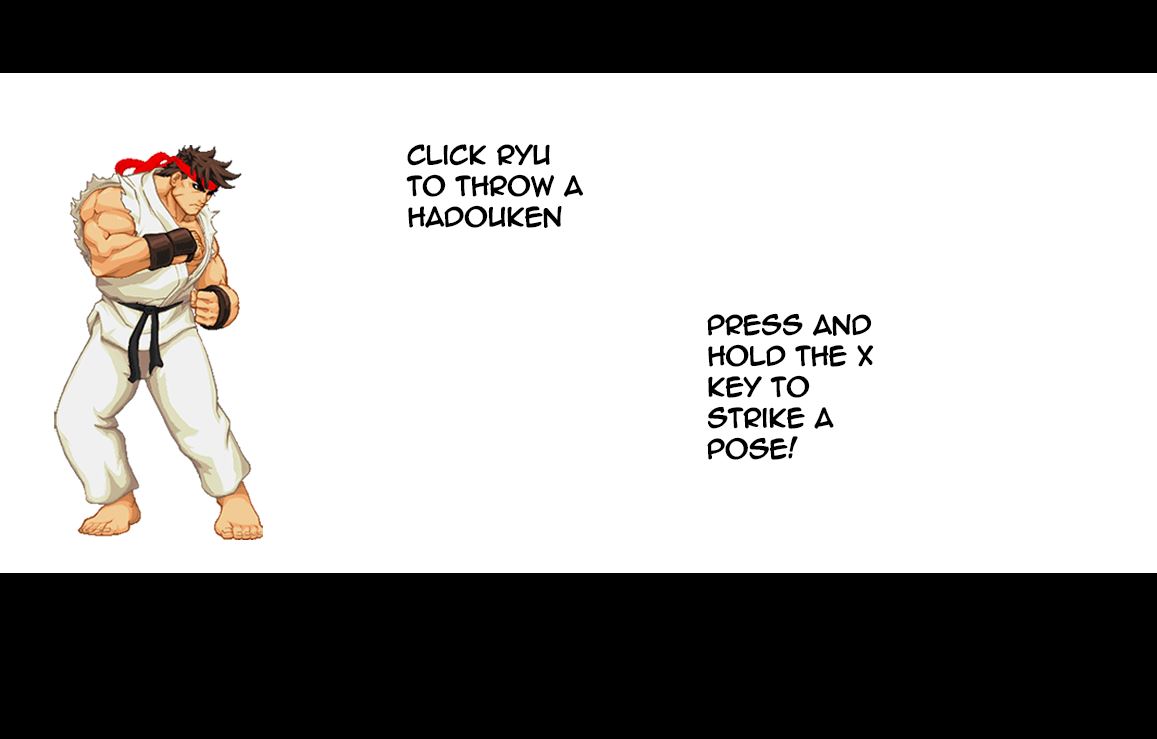 CLICK RYU
TO THROW A
HADOUKEN
PRESS AND
HOLD THE X
KEY TO
STRIKE A
POSE!